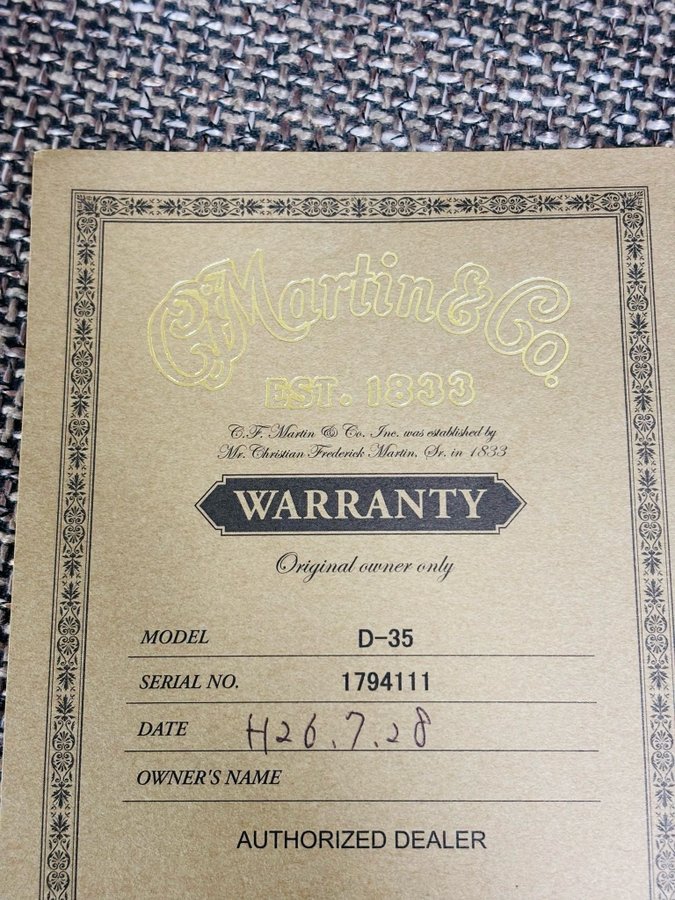 C.F. Martin & Co.
EST. 1833
C.F. Martin & Co. Inc. was established by
Mr. Christian Frederick Martin, Sr. in 1833
WARRANTY
Original owner only
MODEL D-35
SERIAL NO. 1794111
DATE H26.7.28
OWNER'S NAME
AUTHORIZED DEALER